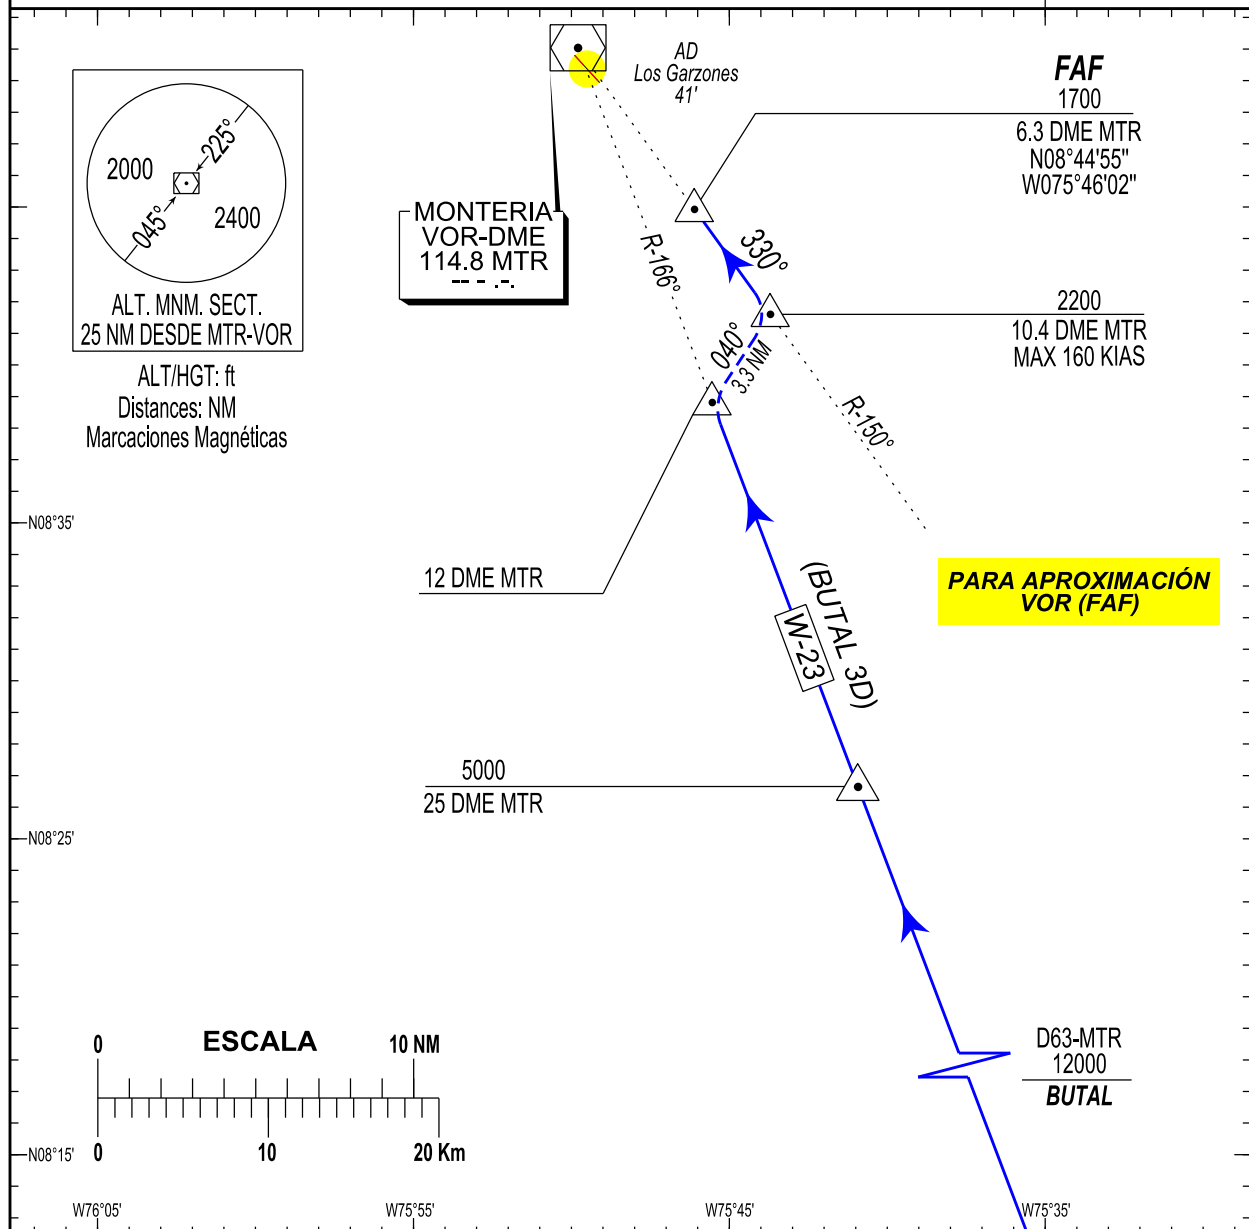 AD
Los Garzones
41'
FAF
1700
6.3 DME MTR
N08°44'55"
W075°46'02"
225°
2000
045°
2400
ALT. MNM. SECT.
25 NM DESDE MTR-VOR
ALT/HGT: ft
Distances: NM
Marcaciones Magnéticas
MONTERIA
VOR-DME
114.8 MTR
-- - .-.
R-166°
330°
2200
10.4 DME MTR
MAX 160 KIAS
040°
3.3 NM
R-150°
N08°35'
12 DME MTR
PARA APROXIMACIÓN
VOR (FAF)
(BUTAL 3D)
W-23
5000
25 DME MTR
N08°25'
D63-MTR
12000
BUTAL
ESCALA
0
10 NM
0
10
20 Km
N08°15'
W76°05'
W75°55'
W75°45'
W75°35'